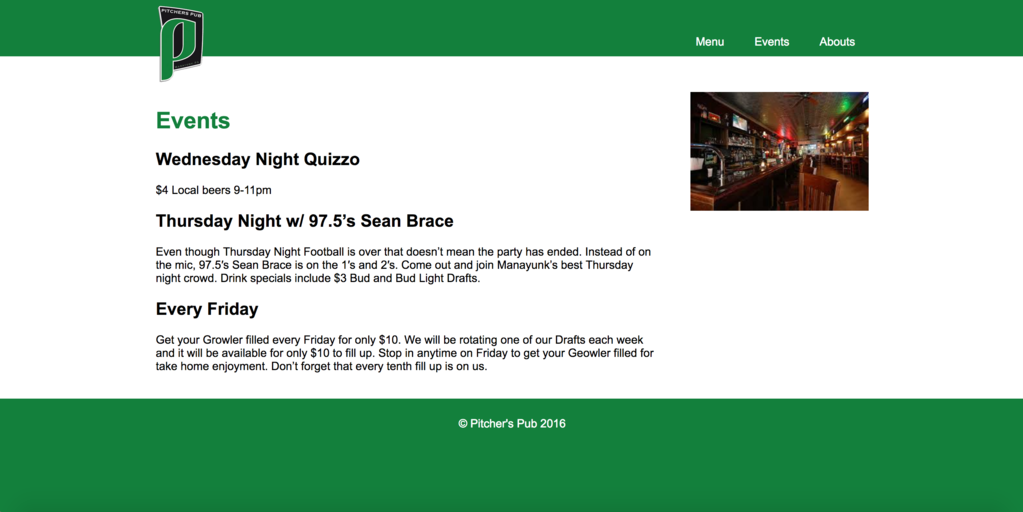 PITCHERS PUB
Menu Events Abouts
Events
Wednesday Night Quizzo
$4 Local beers 9-11pm
Thursday Night w/ 97.5’s Sean Brace
Even though Thursday Night Football is over that doesn’t mean the party has ended. Instead of on
the mic, 97.5′s Sean Brace is on the 1′s and 2′s. Come out and join Manayunk’s best Thursday
night crowd. Drink specials include $3 Bud and Bud Light Drafts.
Every Friday
Get your Growler filled every Friday for only $10. We will be rotating one of our Drafts each week
and it will be available for only $10 to fill up. Stop in anytime on Friday to get your Geowler filled for
take home enjoyment. Don’t forget that every tenth fill up is on us.
© Pitcher's Pub 2016